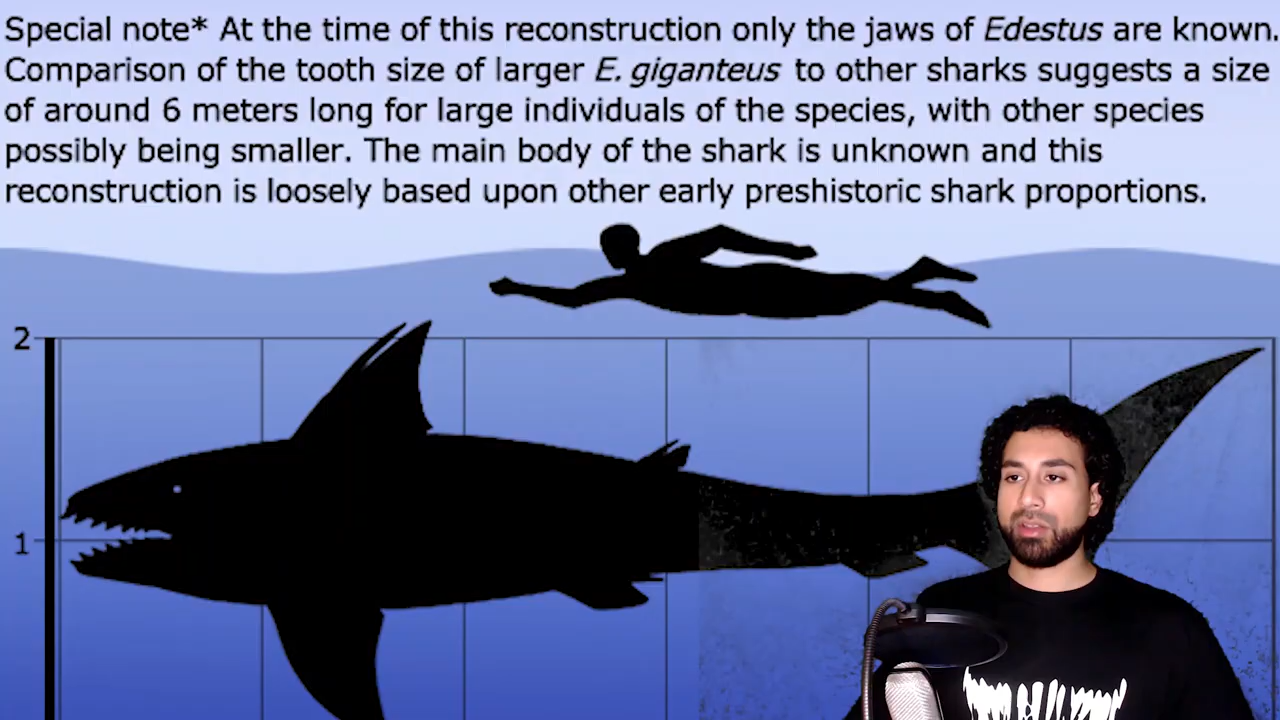 Special note* At the time of this reconstruction only the jaws of Edestus are known.
Comparison of the tooth size of larger E. giganteus to other sharks suggests a size
of around 6 meters long for large individuals of the species, with other species
possibly being smaller. The main body of the shark is unknown and this
reconstruction is loosely based upon other early preshistoric shark proportions.
2
1